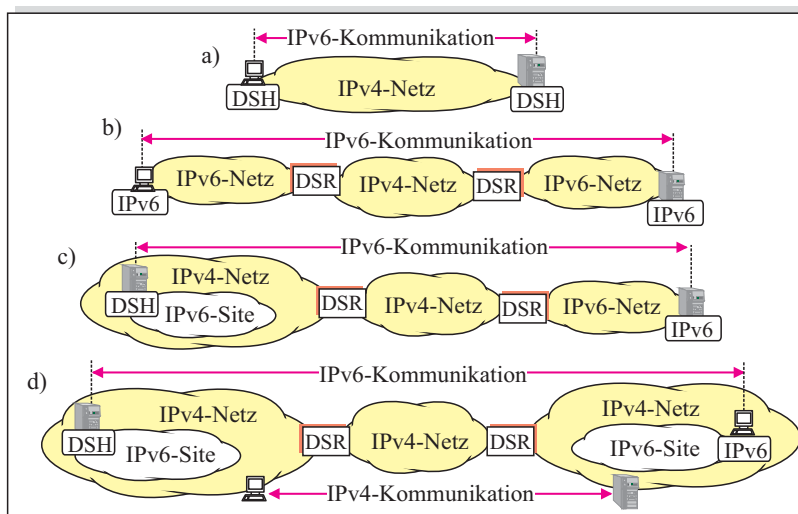 IPv6-Kommunikation
a)
DSH IPv4-Netz DSH
b)
IPv6-Kommunikation
IPv6 IPv6-Netz DSR IPv4-Netz DSR IPv6-Netz IPv6
c)
IPv6-Kommunikation
IPv4-Netz
DSH IPv6-Site DSR IPv4-Netz DSR IPv6-Netz IPv6
d)
IPv6-Kommunikation
IPv4-Netz IPv4-Netz
DSH IPv6-Site DSR IPv4-Netz DSR IPv6-Site IPv6
IPv4-Kommunikation